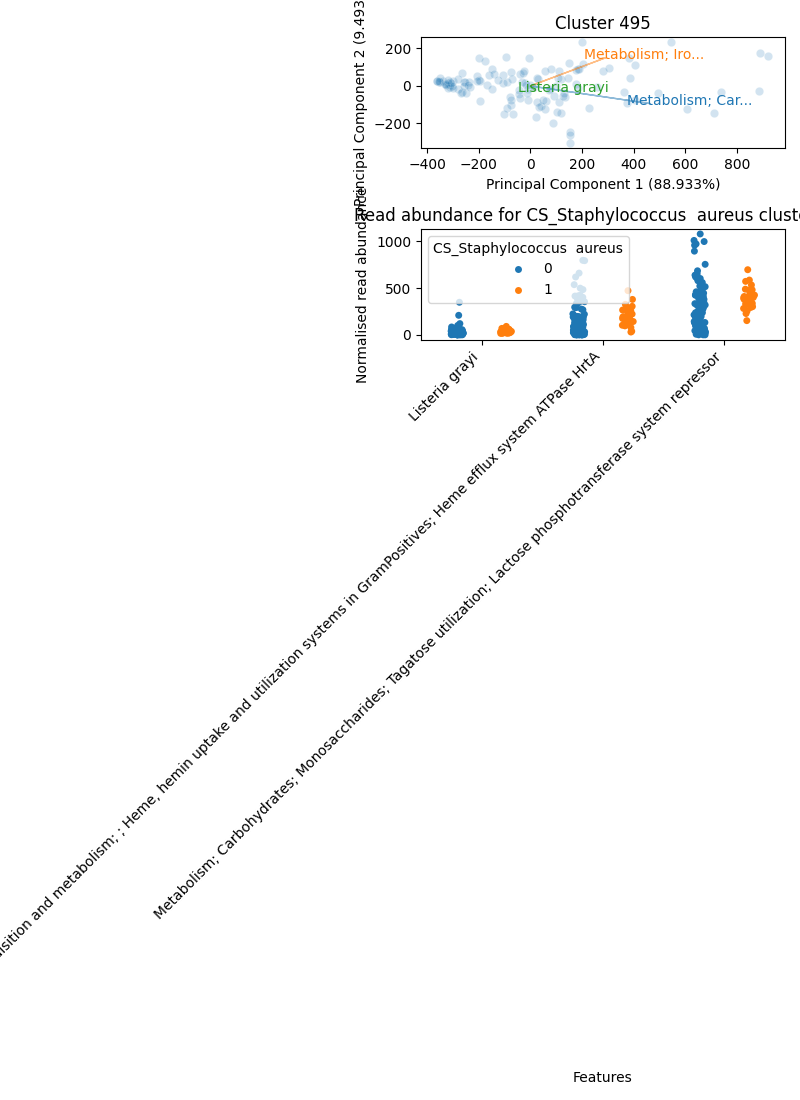 Cluster 495
Principal Component 2 (9.493
200
0
−200
Metabolism; Iro...
Listeria grayi
Metabolism; Car...
−400 −200 0 200 400 600 800
Principal Component 1 (88.933%)
Read abundance for CS_Staphylococcus  aureus cluste
Normalised read abundance
1000
500
0
CS_Staphylococcus  aureus
0
1
Listeria grayi
isition and metabolism; ; Heme, hemin uptake and utilization systems in GramPositives; Heme efflux system ATPase HrtA
Metabolism; Carbohydrates; Monosaccharides; Tagatose utilization; Lactose phosphotransferase system repressor
Features